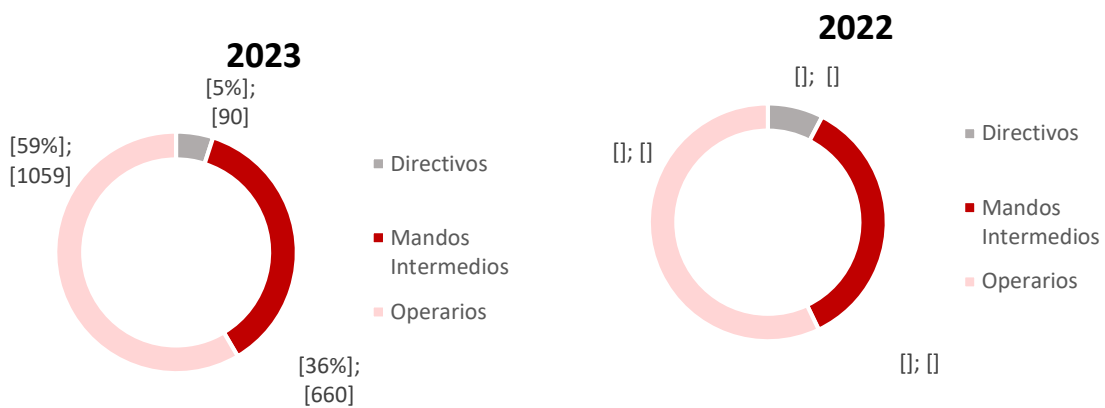 2023
[5%];
[90]
[59%];
[1059]
[36%];
[660]
Directivos
Mandos
Intermedios
Operarios
2022
[]; []
[]; []
[]; []
Directivos
Mandos
Intermedios
Operarios